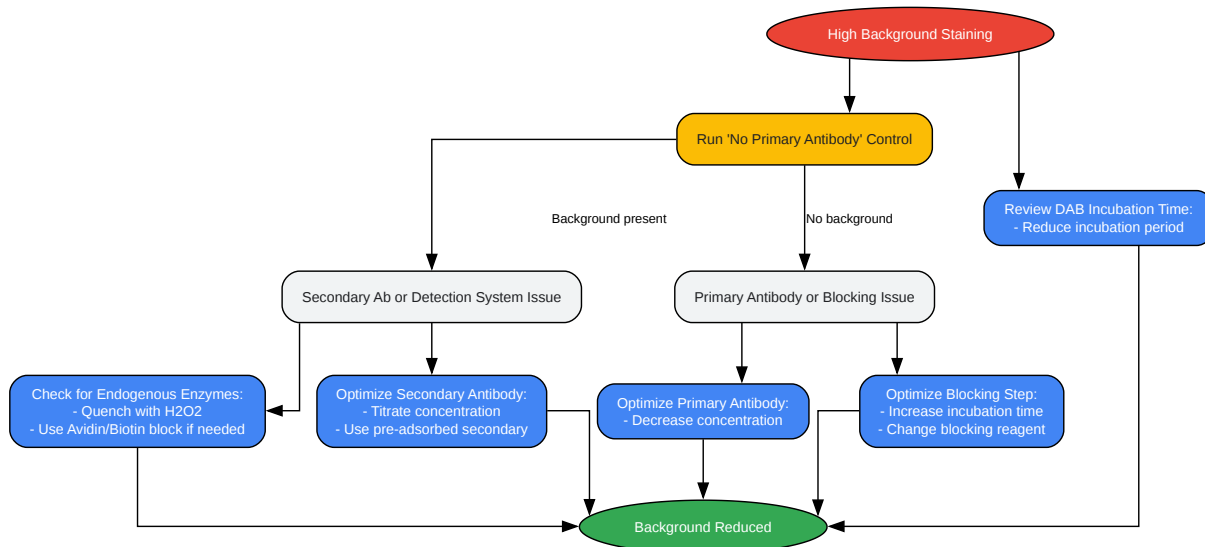 High Background Staining
Run 'No Primary Antibody' Control
Review DAB Incubation Time:
- Reduce incubation period
Background present
No background
Secondary Ab or Detection System Issue
Primary Antibody or Blocking Issue
Check for Endogenous Enzymes:
- Quench with H2O2
- Use Avidin/Biotin block if needed
Optimize Secondary Antibody:
- Titrate concentration
- Use pre-adsorbed secondary
Optimize Primary Antibody:
- Decrease concentration
Optimize Blocking Step:
- Increase incubation time
- Change blocking reagent
Background Reduced